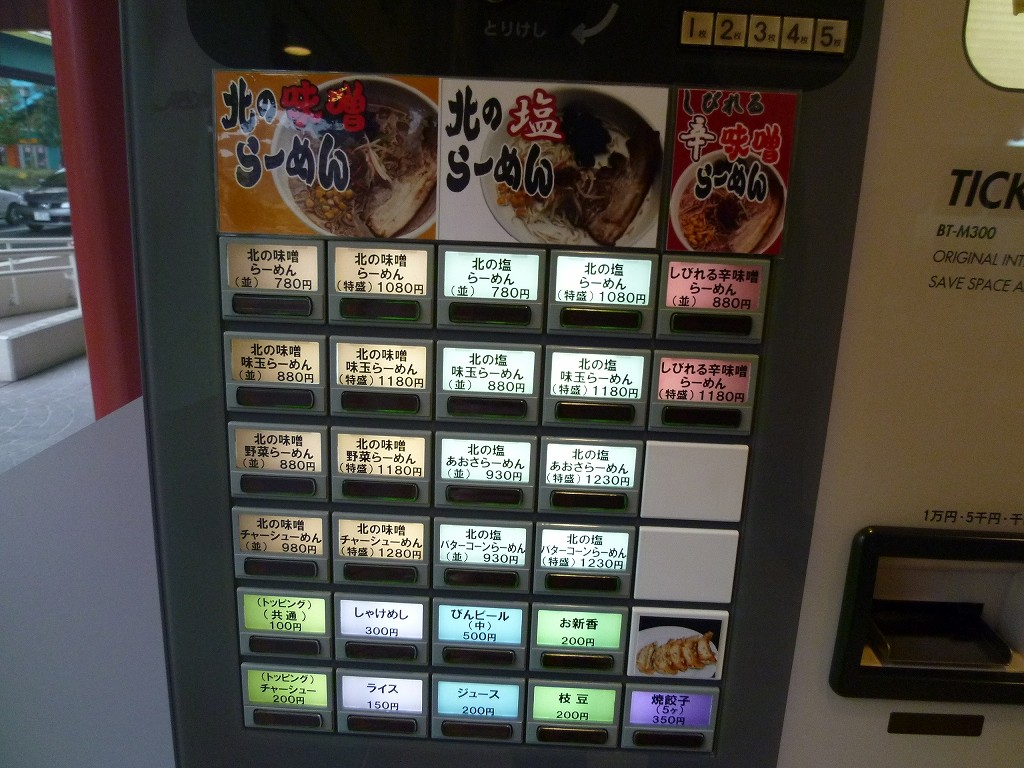 とりけし
1枚 2枚 3枚 4枚 5枚
北の味噌
らーめん
北の塩
らーめん
しびれる
辛味噌
らーめん
TICK
BT-M300
ORIGINAL INT
SAVE SPACE A
北の味噌
らーめん
(並) 780円
北の味噌
らーめん
(特盛)1080円
北の塩
らーめん
(並) 780円
北の塩
らーめん
(特盛)1080円
しびれる辛味噌
らーめん
(並) 880円
北の味噌
味玉らーめん
(並) 880円
北の味噌
味玉らーめん
(特盛)1180円
北の塩
味玉らーめん
(並) 880円
北の塩
味玉らーめん
(特盛)1180円
しびれる辛味噌
らーめん
(特盛)1180円
北の味噌
野菜らーめん
(並) 880円
北の味噌
野菜らーめん
(特盛)1180円
北の塩
あおさらーめん
(並) 930円
北の塩
あおさらーめん
(特盛)1230円
北の味噌
チャーシューめん
(並) 980円
北の味噌
チャーシューめん
(特盛)1280円
北の塩
バターコーンらーめん
(並) 930円
北の塩
バターコーンらーめん
(特盛)1230円
1万円・5千円・千
(トッピング)
(共通)
100円
しゃけめし
300円
びんビール
(中)
500円
お新香
200円
(トッピング)
チャーシュー
200円
ライス
150円
ジュース
200円
枝豆
200円
焼餃子
(5ヶ)
350円